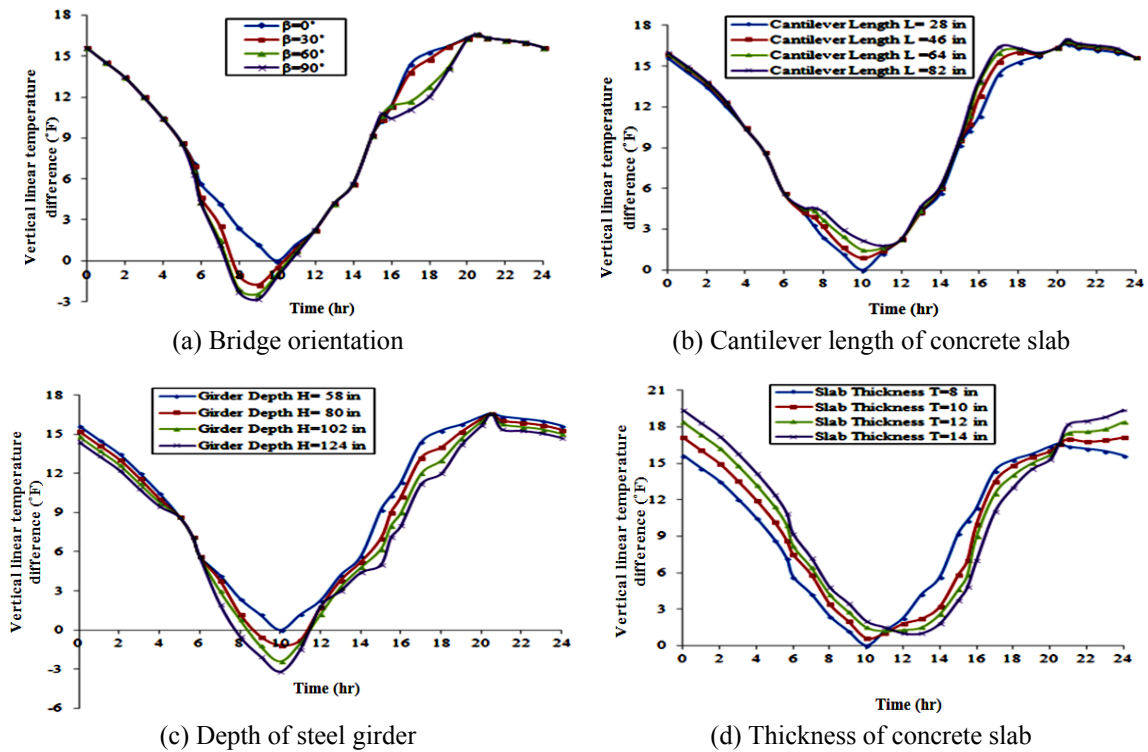 18
15
12
9
6
3
0
-3
Vertical linear temperature
difference (˚F)
β=0°
β=30°
β=60°
β=90°
0 2 4 6 8 10 12 14 16 18 20 22 24
Time (hr)
(a) Bridge orientation
18
15
12
9
6
3
0
Vertical linear temperature
difference (˚F)
Cantilever Length L= 28 in
Cantilever Length L =46 in
Cantilever Length L =64 in
Cantilever Length L =82 in
0 2 4 6 8 10 12 14 16 18 20 22 24
Time (hr)
(b) Cantilever length of concrete slab
18
15
12
9
6
3
0
-3
-6
Vertical linear temperature
difference (˚F)
Girder Depth H= 58 in
Girder Depth H= 80 in
Girder Depth H=102 in
Girder Depth H=124 in
0 2 4 6 8 10 12 14 16 18 20 22 24
Time (hr)
(c) Depth of steel girder
21
18
15
12
9
6
3
0
Vertical linear temperature
difference (˚F)
Slab Thickness T=8 in
Slab Thickness T=10 in
Slab Thickness T=12 in
Slab Thickness T=14 in
0 2 4 6 8 10 12 14 16 18 20 22 24
Time (hr)
(d) Thickness of concrete slab